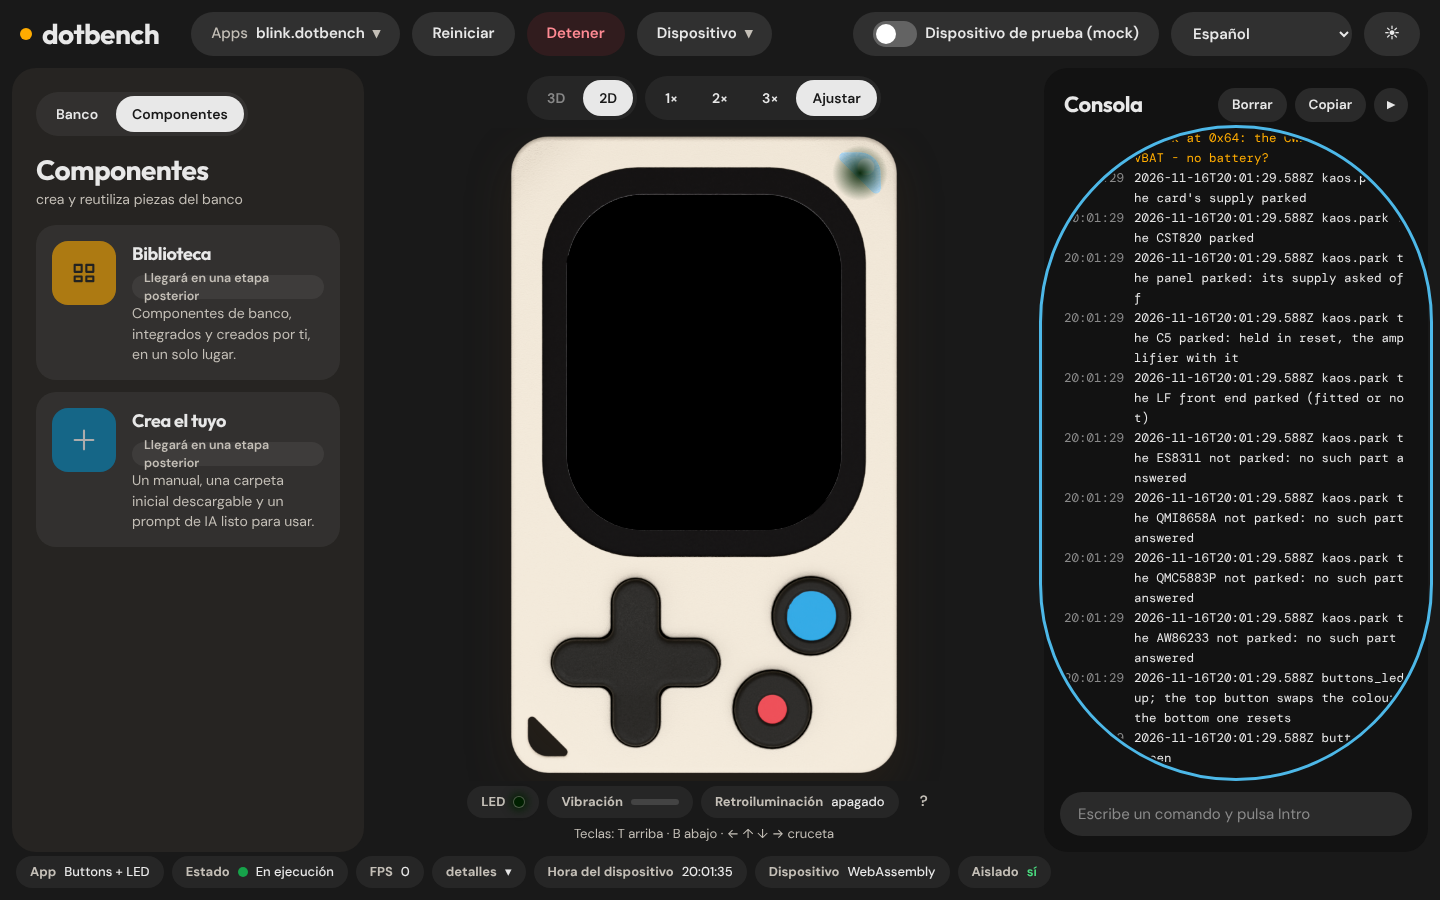 dotbench
Apps blink.dotbench ▾
Reiniciar
Detener
Dispositivo ▾
Dispositivo de prueba (mock)
Español
Banco
Componentes
Componentes
crea y reutiliza piezas del banco
Biblioteca
Llegará en una etapa
posterior
Componentes de banco,
integrados y creados por ti,
en un solo lugar.
Crea el tuyo
Llegará en una etapa
posterior
Un manual, una carpeta
inicial descargable y un
prompt de IA listo para usar.
3D
2D
1×
2×
3×
Ajustar
LED
Vibración
Retroiluminación apagado
?
Teclas: T arriba · B abajo · ← ↑ ↓ → cruceta
Consola
Borrar
Copiar
at 0x64: the
VBAT - no battery?
29 2026-11-16T20:01:29.588Z kaos.p
he card's supply parked
0:01:29 2026-11-16T20:01:29.588Z kaos.park
he CST820 parked
20:01:29 2026-11-16T20:01:29.588Z kaos.park t
he panel parked: its supply asked of
f
20:01:29 2026-11-16T20:01:29.588Z kaos.park t
he C5 parked: held in reset, the amp
lifier with it
20:01:29 2026-11-16T20:01:29.588Z kaos.park t
he LF front end parked (fitted or no
t)
20:01:29 2026-11-16T20:01:29.588Z kaos.park t
he ES8311 not parked: no such part a
nswered
20:01:29 2026-11-16T20:01:29.588Z kaos.park t
he QMI8658A not parked: no such part
answered
20:01:29 2026-11-16T20:01:29.588Z kaos.park t
he QMC5883P not parked: no such part
answered
20:01:29 2026-11-16T20:01:29.588Z kaos.park t
he AW86233 not parked: no such part
answered
20:01:29 2026-11-16T20:01:29.588Z buttons_led
up; the top button swaps the colou
the bottom one resets
2026-11-16T20:01:29.588Z butt
Escribe un comando y pulsa Intro
App Buttons + LED
Estado En ejecución
FPS 0
detalles ▾
Hora del dispositivo 20:01:35
Dispositivo WebAssembly
Aislado sí